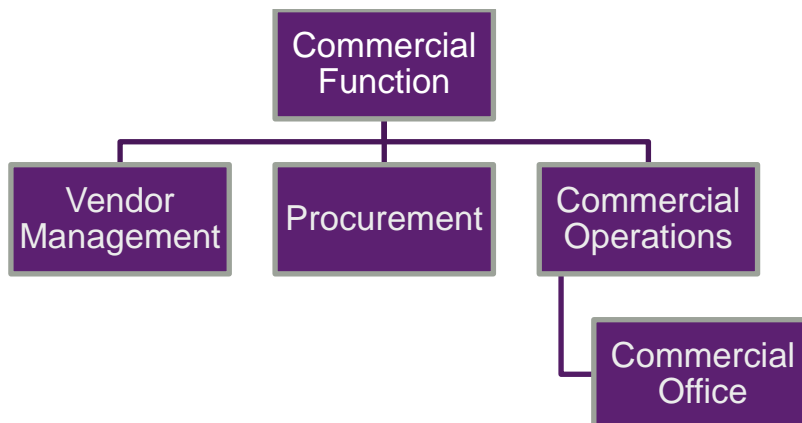 Commercial
Function
Vendor
Management
Procurement
Commercial
Operations
Commercial
Office